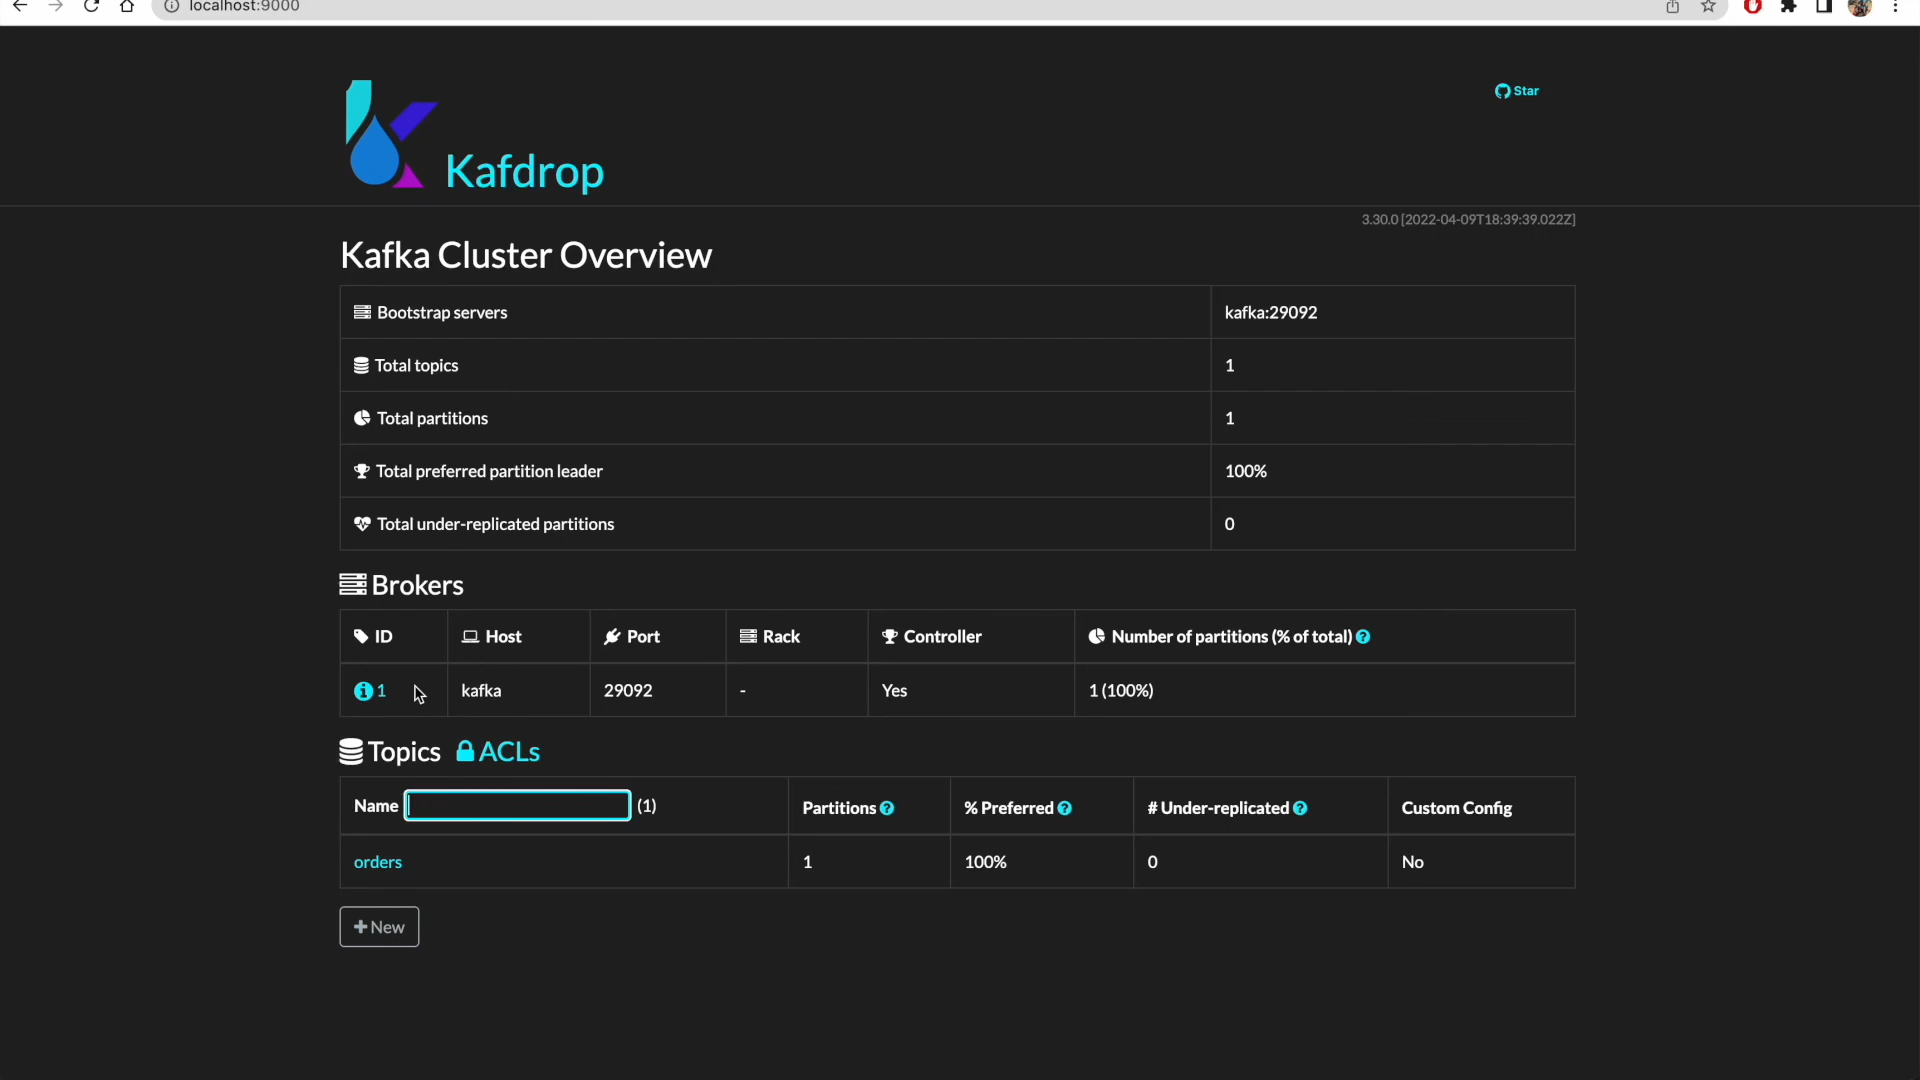 localhost:9000
Star
Kafdrop
3.30.0 [2022-04-09T18:39:39.022Z]
Kafka Cluster Overview
Bootstrap servers kafka:29092
Total topics 1
Total partitions 1
Total preferred partition leader 100%
Total under-replicated partitions 0
Brokers
ID Host Port Rack Controller Number of partitions (% of total)
1 kafka 29092 - Yes 1 (100%)
Topics ACLs
Name (1) Partitions % Preferred # Under-replicated Custom Config
orders 1 100% 0 No
New